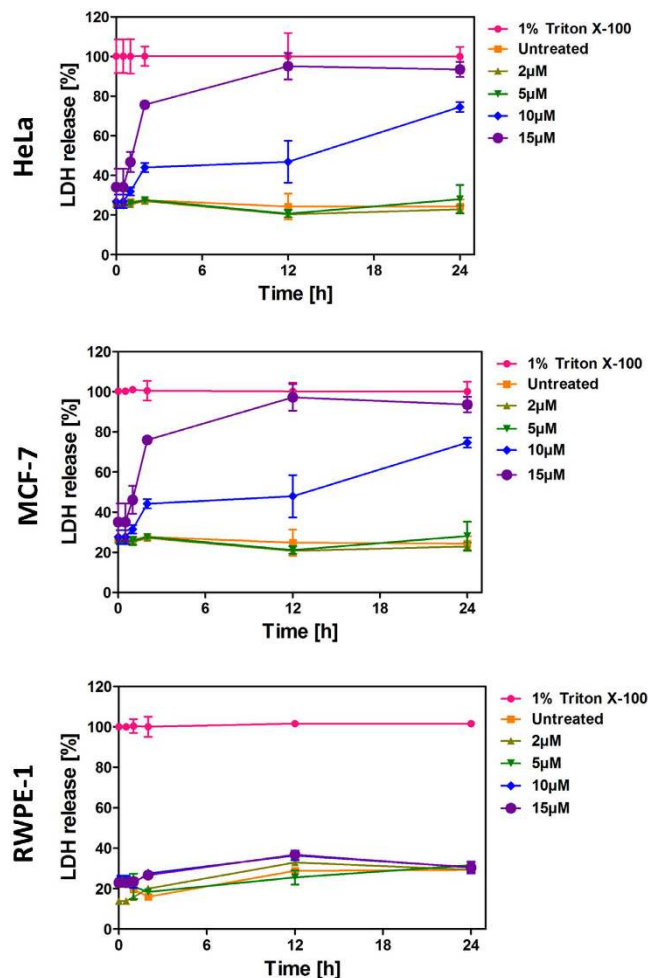 HeLa
LDH release [%]
120
100
80
60
40
20
0
0 6 12 18 24
Time [h]
1% Triton X-100
Untreated
2µM
5µM
10µM
15µM
MCF-7
LDH release [%]
120
100
80
60
40
20
0
0 6 12 18 24
Time [h]
1% Triton X-100
Untreated
2µM
5µM
10µM
15µM
RWPE-1
LDH release [%]
120
100
80
60
40
20
0
0 6 12 18 24
Time [h]
1% Triton X-100
Untreated
2µM
5µM
10µM
15µM